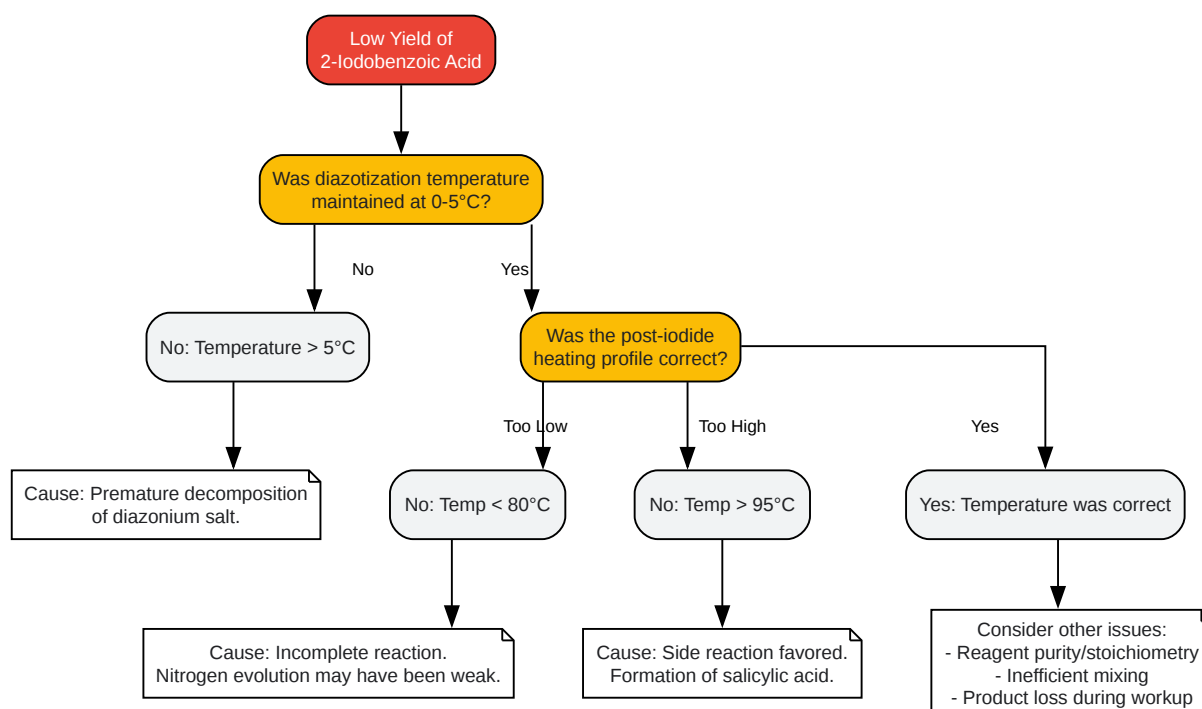 Low Yield of
2-Iodobenzoic Acid
Was diazotization temperature
maintained at 0-5°C?
No
Yes
No: Temperature > 5°C
Was the post-iodide
heating profile correct?
Cause: Premature decomposition
of diazonium salt.
Too Low
Too High
Yes
No: Temp < 80°C
No: Temp > 95°C
Yes: Temperature was correct
Cause: Incomplete reaction.
Nitrogen evolution may have been weak.
Cause: Side reaction favored.
Formation of salicylic acid.
Consider other issues:
- Reagent purity/stoichiometry
- Inefficient mixing
- Product loss during workup